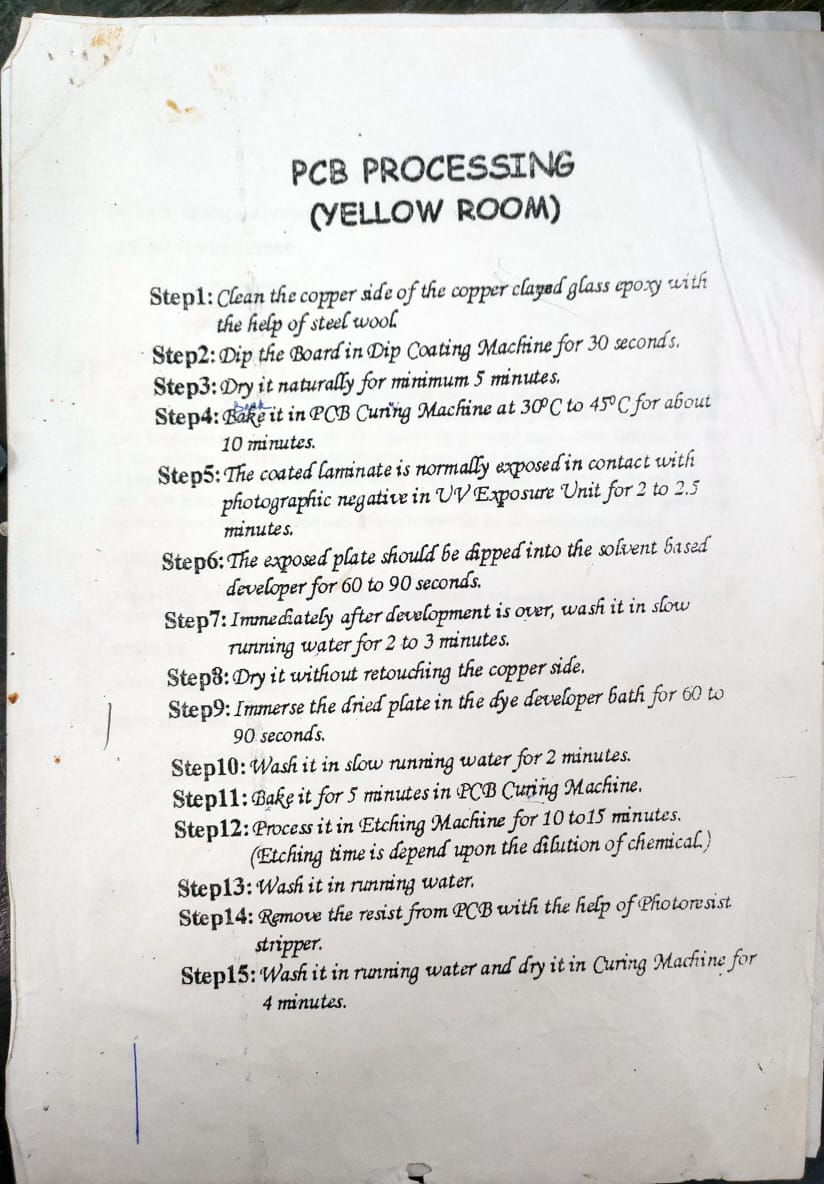 PCB PROCESSING
(YELLOW ROOM)
Step1: Clean the copper side of the copper clayed glass epoxy with
the help of steel wool.
Step2: Dip the Board in Dip Coating Machine for 30 seconds.
Step3: Dry it naturally for minimum 5 minutes.
Step4: Bake it in PCB Curing Machine at 30°C to 45°C for about
10 minutes.
Step5: The coated laminate is normally exposed in contact with
photographic negative in UV Exposure Unit for 2 to 2.5
minutes.
Step6: The exposed plate should be dipped into the solvent based
developer for 60 to 90 seconds.
Step7: Immediately after development is over, wash it in slow
running water for 2 to 3 minutes.
Step8: Dry it without retouching the copper side.
Step9: Immerse the dried plate in the dye developer bath for 60 to
90 seconds.
Step10: Wash it in slow running water for 2 minutes.
Step11: Bake it for 5 minutes in PCB Curing Machine.
Step12: Process it in Etching Machine for 10 to15 minutes.
(Etching time is depend upon the dilution of chemical.)
Step13: Wash it in running water.
Step14: Remove the resist from PCB with the help of Photoresist
stripper.
Step15: Wash it in running water and dry it in Curing Machine for
4 minutes.